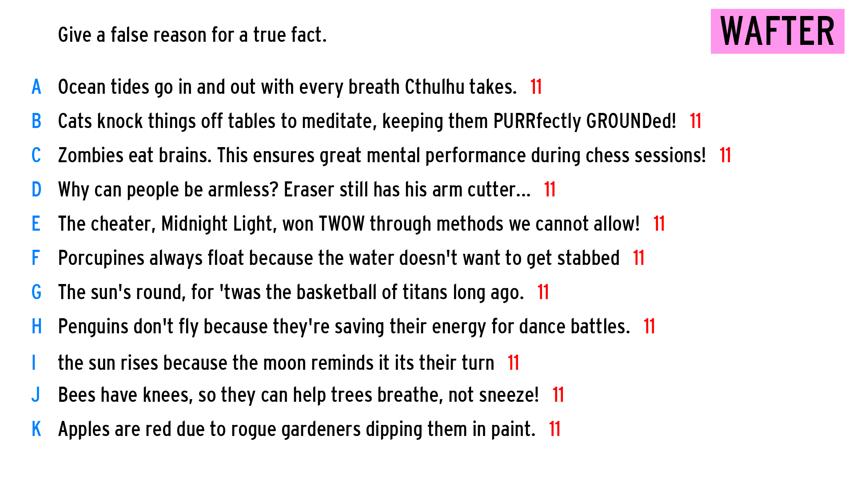 Give a false reason for a true fact.
WAFTER
A Ocean tides go in and out with every breath Cthulhu takes. 11
B Cats knock things off tables to meditate, keeping them PURRfectly GROUNDed! 11
C Zombies eat brains. This ensures great mental performance during chess sessions! 11
D Why can people be armless? Eraser still has his arm cutter... 11
E The cheater, Midnight Light, won TWOW through methods we cannot allow! 11
F Porcupines always float because the water doesn't want to get stabbed 11
G The sun's round, for 'twas the basketball of titans long ago. 11
H Penguins don't fly because they're saving their energy for dance battles. 11
I the sun rises because the moon reminds it its their turn 11
J Bees have knees, so they can help trees breathe, not sneeze! 11
K Apples are red due to rogue gardeners dipping them in paint. 11